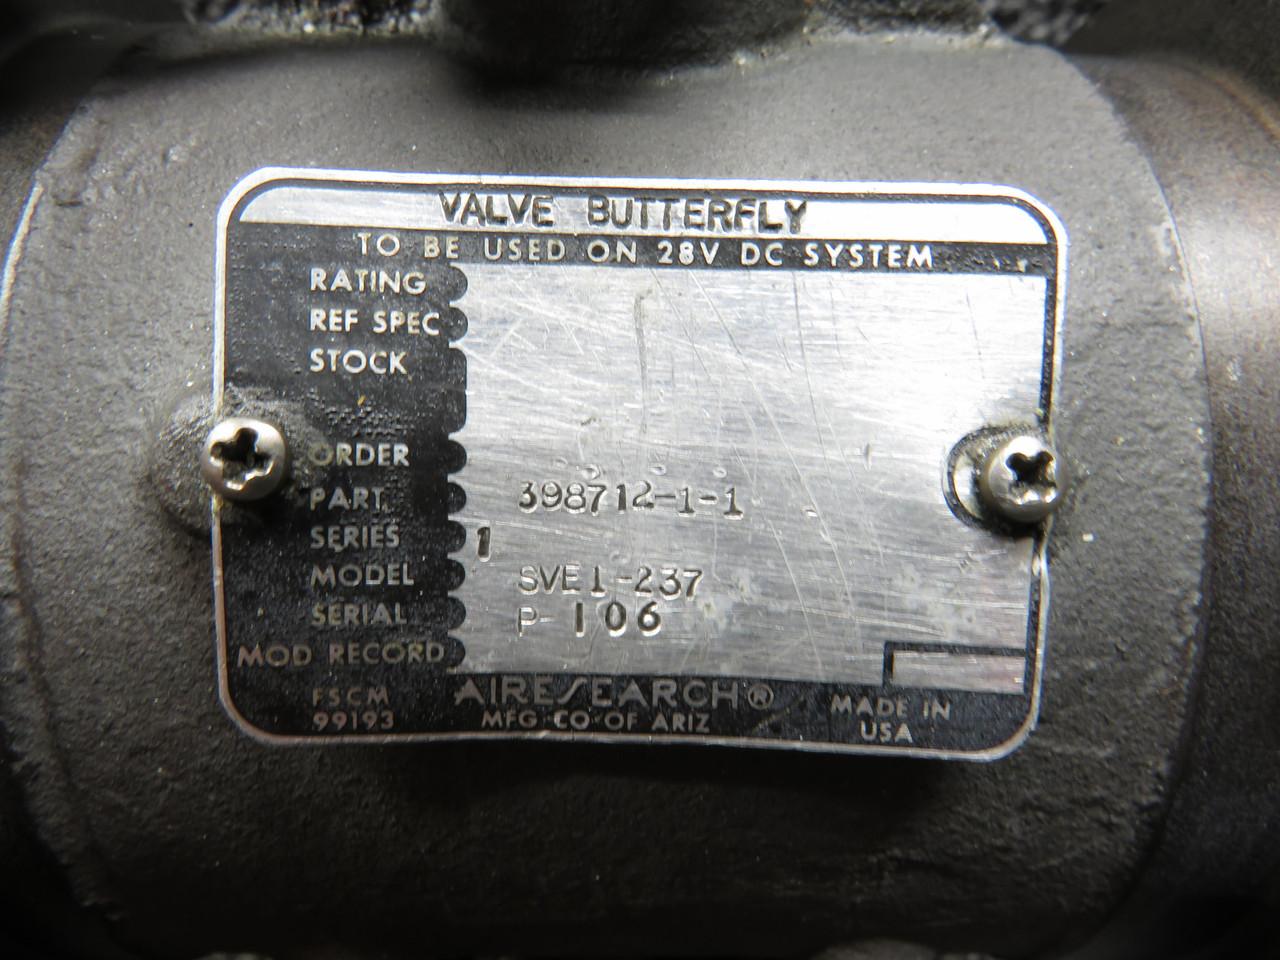 VALVE BUTTERFLY
TO BE USED ON 28V DC SYSTEM
RATING
REF SPEC
STOCK
ORDER
PART 398712-1-1
SERIES 1
MODEL SVE1-237
SERIAL P-106
MOD RECORD
FSCM
99193
AIRESEARCH®
MFG CO OF ARIZ
MADE IN
USA